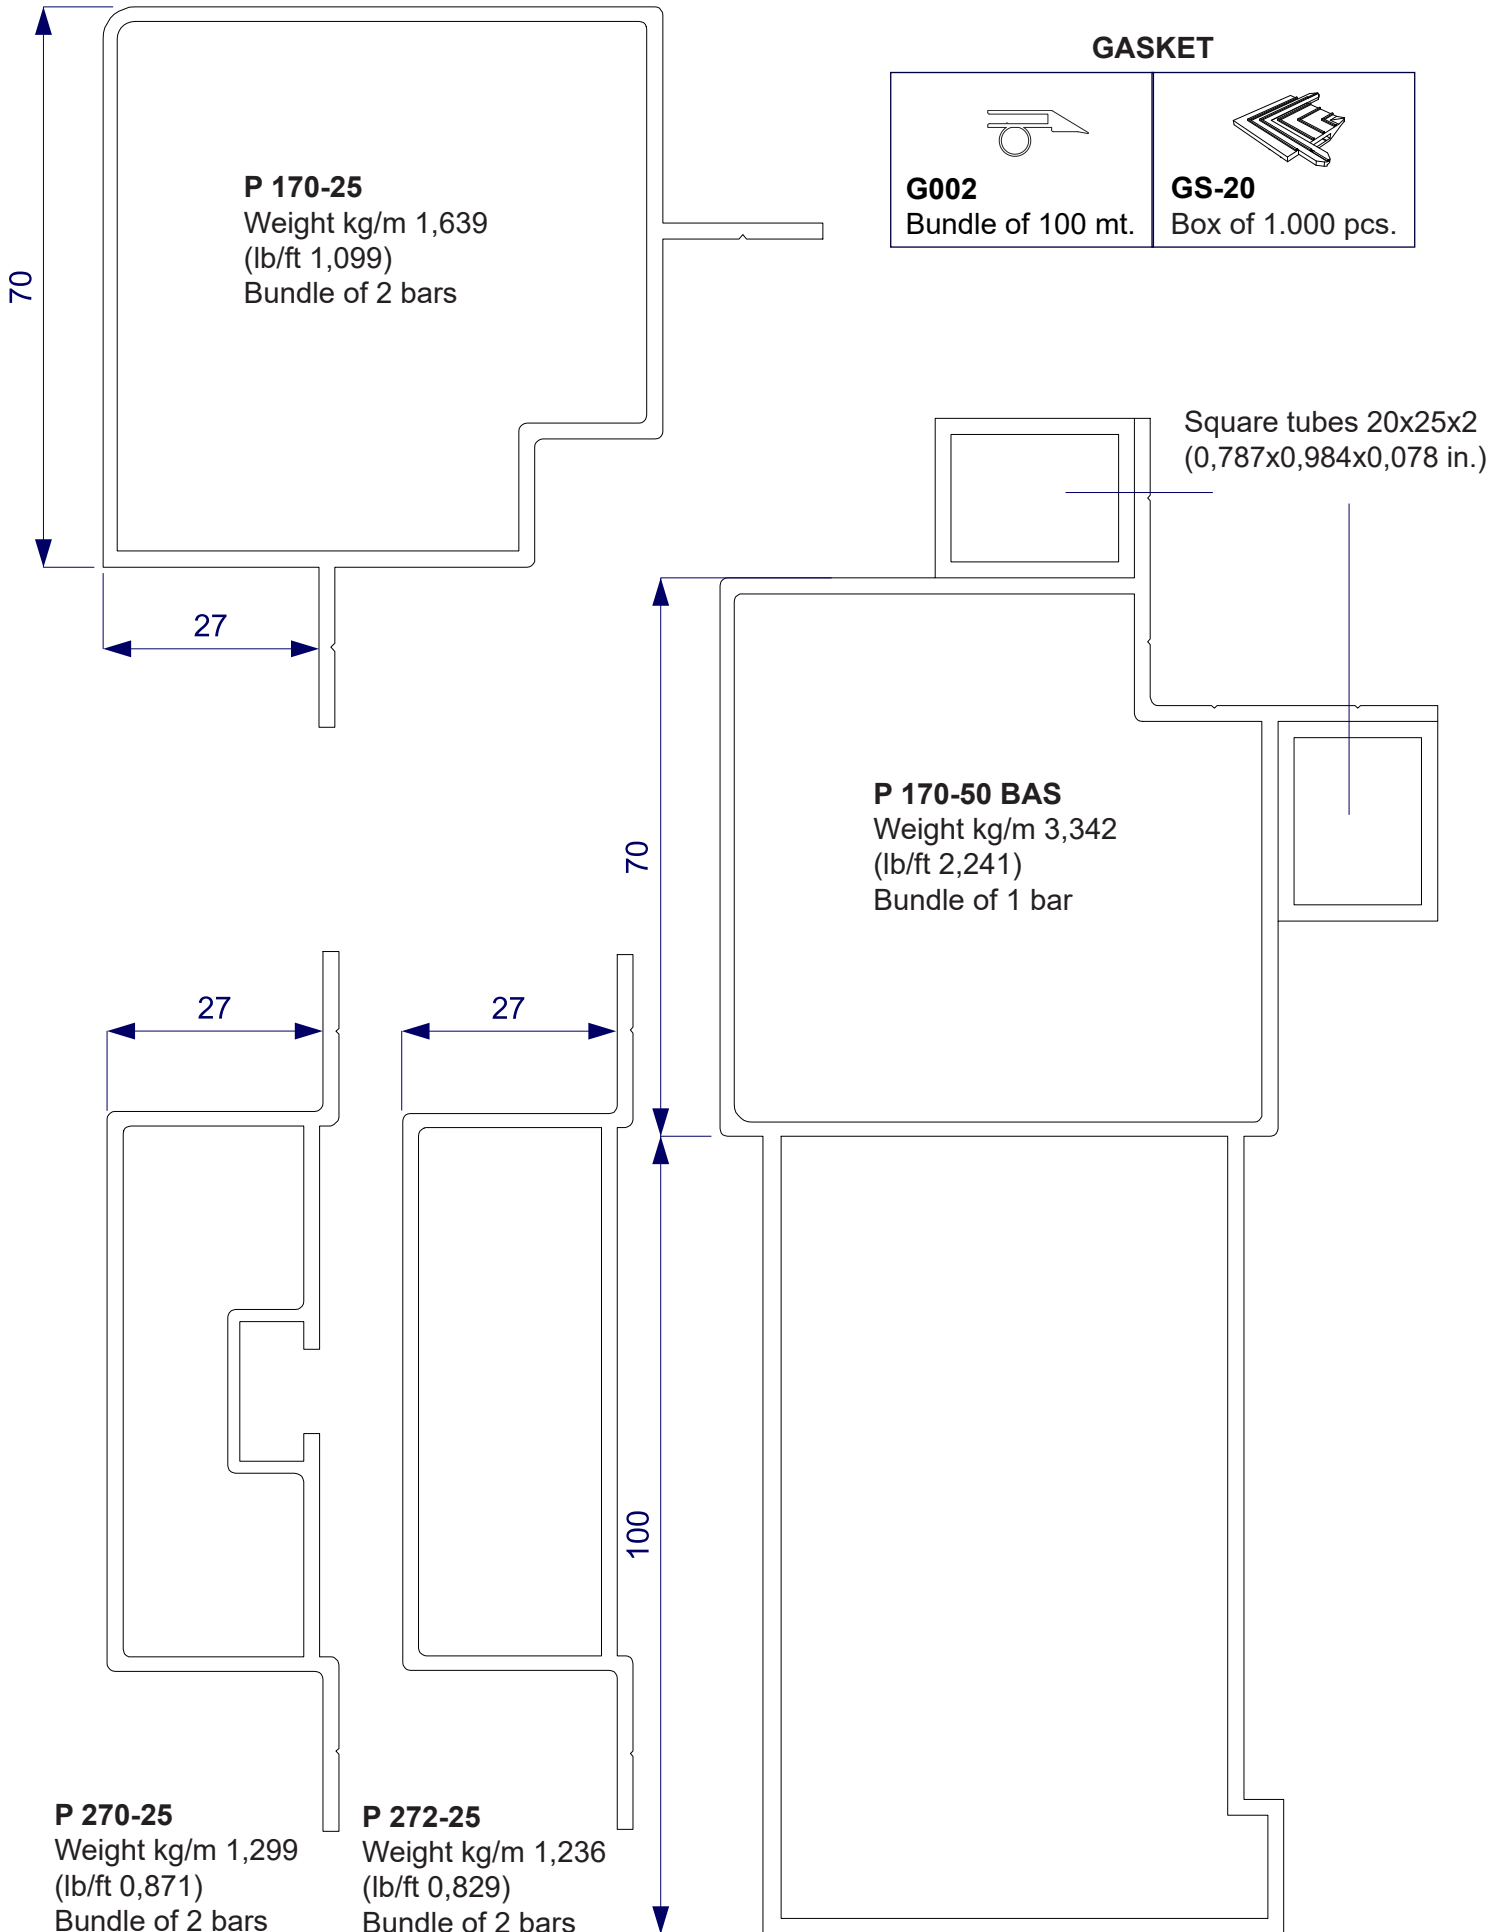 GASKET
G002
Bundle of 100 mt.
GS-20
Box of 1.000 pcs.
P 170-25
Weight kg/m 1,639
(lb/ft 1,099)
Bundle of 2 bars
70
27
Square tubes 20x25x2
(0,787x0,984x0,078 in.)
P 170-50 BAS
Weight kg/m 3,342
(lb/ft 2,241)
Bundle of 1 bar
70
100
27
27
P 270-25
Weight kg/m 1,299
(lb/ft 0,871)
Bundle of 2 bars
P 272-25
Weight kg/m 1,236
(lb/ft 0,829)
Bundle of 2 bars